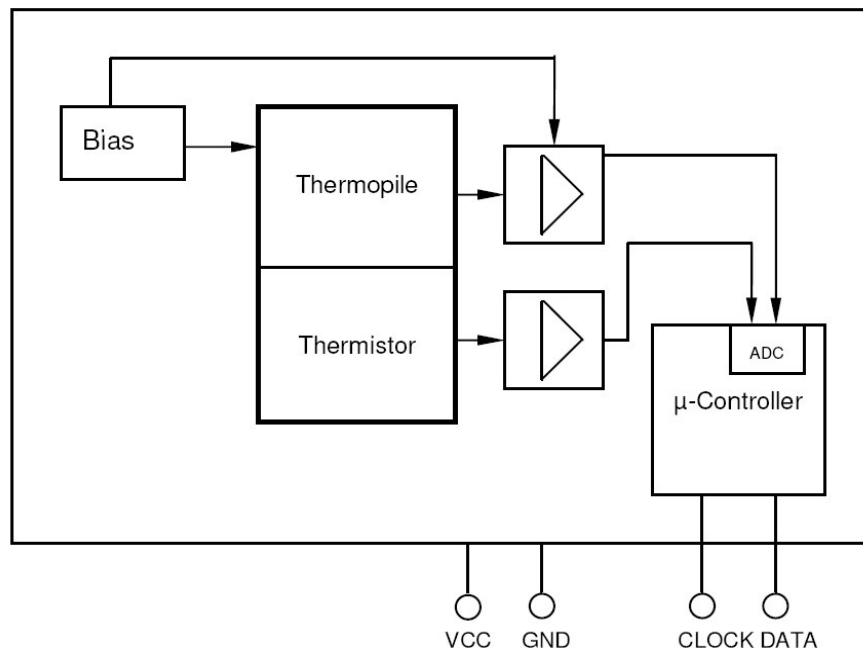 Bias
Thermopile
Thermistor
ADC
µ-Controller
VCC GND CLOCK DATA